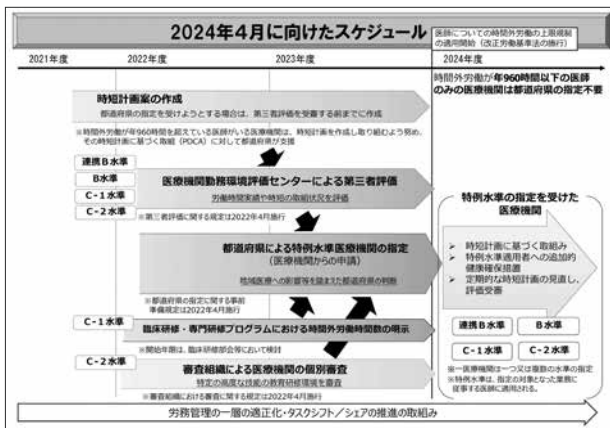 2024年4月に向けたスケジュール
医師についての時間外労働の上限規制
の適用開始(改正労働基準法の施行)
2021年度
2022年度
2023年度
2024年度
時間外労働が年960時間以下の医師
のみの医療機関は都道府県の指定不要
時短計画案の作成
都道府県の指定を受けようとする場合は、第三者評価を受審する前までに作成
※時間外労働が年960時間を超えている医師がいる医療機関は、時短計画を作成し取り組むよう努め、
その時短計画に基づく取組(PDCA)に対して都道府県が支援
連携B水準
B水準
C-1水準
C-2水準
医療機関勤務環境評価センターによる第三者評価
労働時間実績や時短の取組状況を評価
※第三者評価に関する規定は2022年4月施行
都道府県による特例水準医療機関の指定
(医療機関からの申請)
地域医療への影響等を踏まえた都道府県の判断
※都道府県の指定に関する事前
準備規定は2022年4月施行
C-1水準
臨床研修・専門研修プログラムにおける時間外労働時間数の明示
※開始年限は、臨床研修部会等において検討
C-2水準
審査組織による医療機関の個別審査
特定の高度な技能の教育研修環境を審査
※審査組織における審査に関する規定は2022年4月施行
特例水準の指定を受けた
医療機関
➢ 時短計画に基づく取組み
➢ 特例水準適用者への追加的
健康確保措置
➢ 定期的な時短計画の見直し、
評価受審
連携B水準
B水準
C-1水準
C-2水準
※一医療機関は一つ又は複数の水準の指定
※特例水準は、指定の対象となった業務に
従事する医師に適用される。
労務管理の一層の適正化・タスクシフト/シェアの推進の取組み